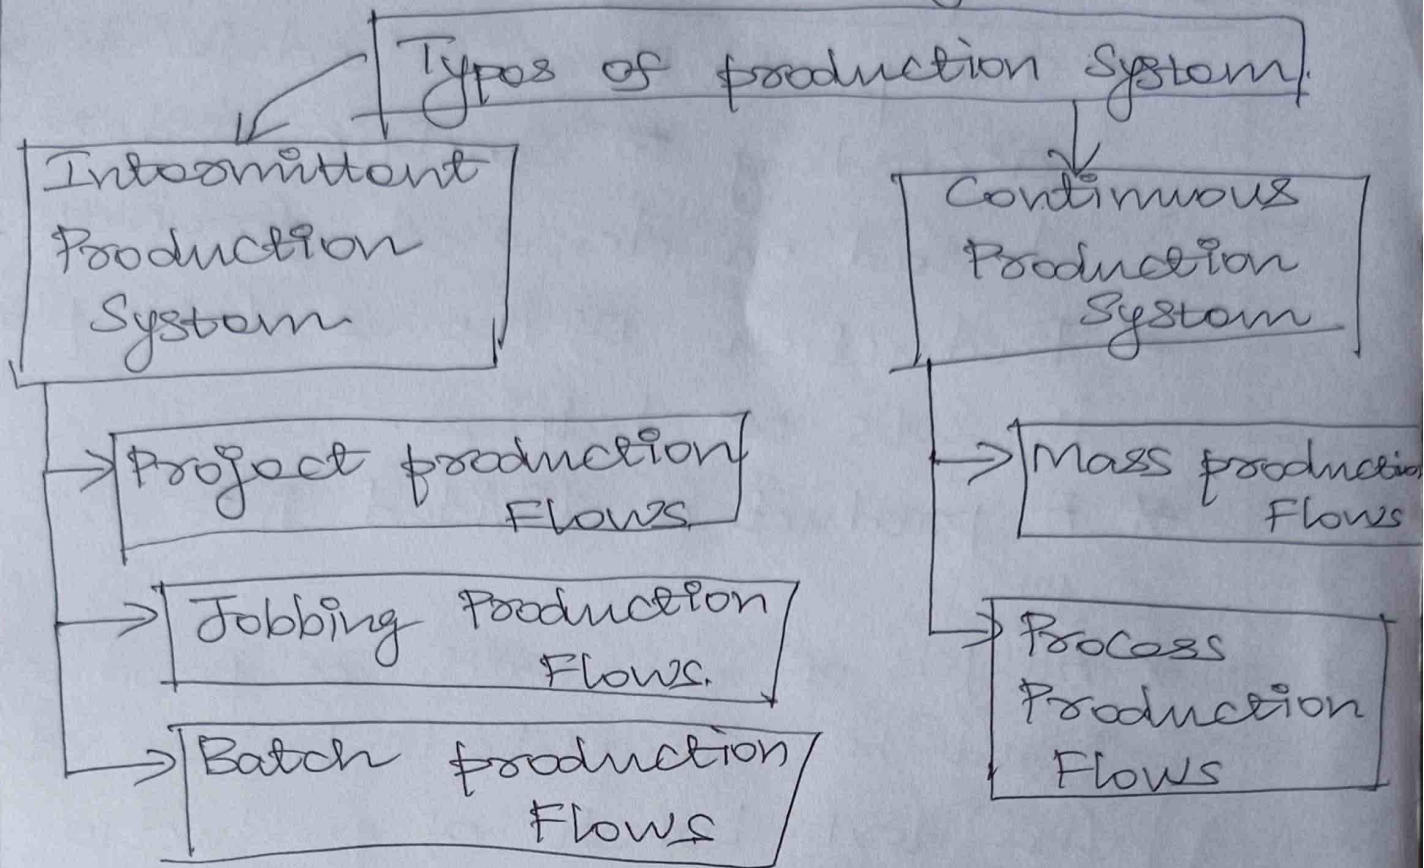 Types of production System
Intermittent
Production
System
Continuous
Production
System
Project production
Flows.
Jobbing Production
Flows.
Batch production
Flows
Mass production
Flows
Process
Production
Flows